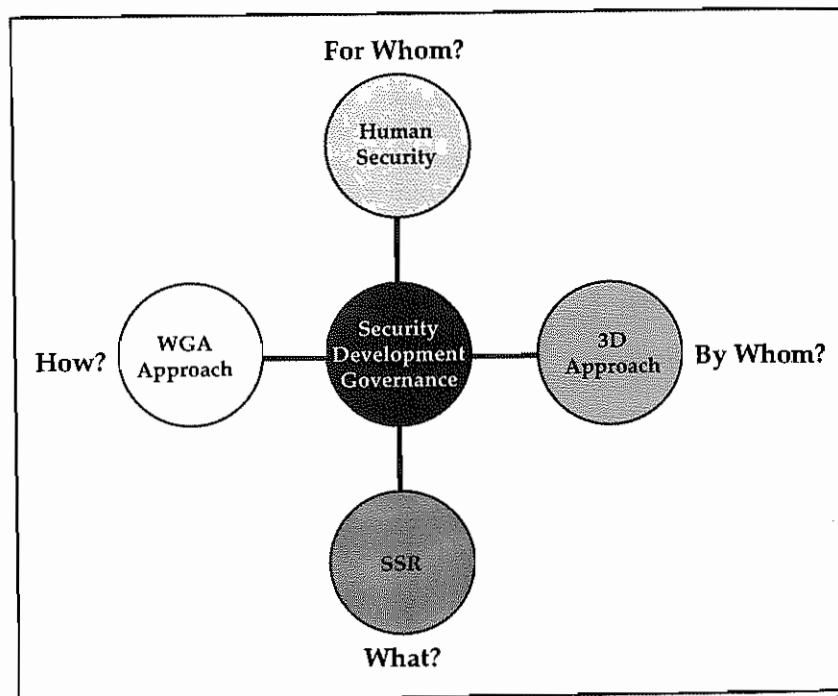 For Whom?
Human
Security
How?
WGA
Approach
Security
Development
Governance
3D
Approach
By Whom?
SSR
What?